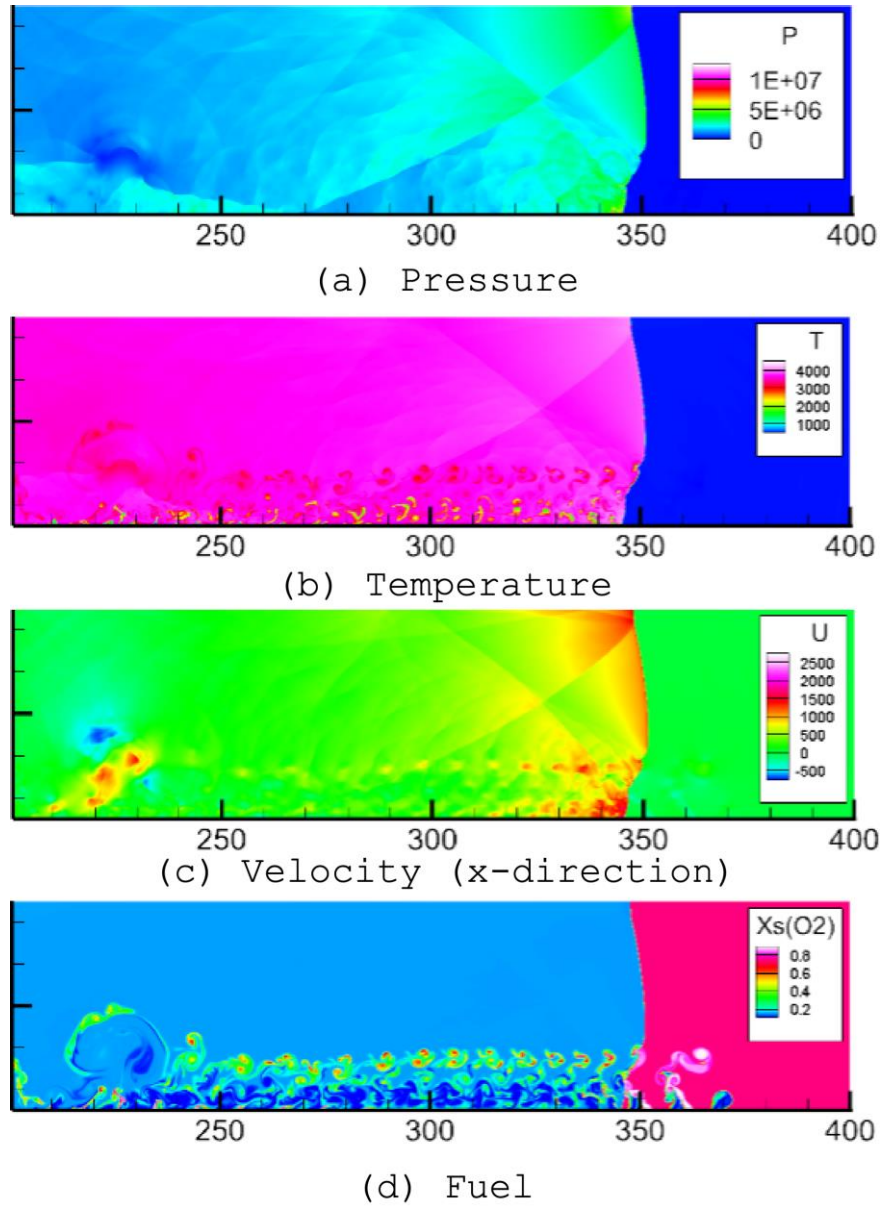 P
1E+07
5E+06
0
250 300 350 400
(a) Pressure
T
4000
3000
2000
1000
250 300 350 400
(b) Temperature
U
2500
2000
1500
1000
500
0
-500
250 300 350 400
(c) Velocity (x-direction)
Xs(O2)
0.8
0.6
0.4
0.2
250 300 350 400
(d) Fuel